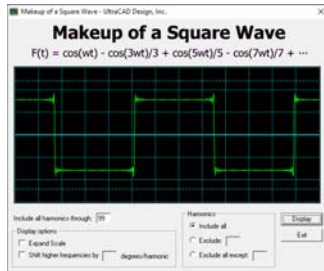 Makeup of a Square Wave - UltraCAD Design, Inc.
Makeup of a Square Wave
F(t) = cos(wt) - cos(3wt)/3 + cos(5wt)/5 - cos(7wt)/7 + ···
Include all harmonics through: 99
Display options
Expand Scale
Shift higher frequencies by degrees/harmonic
Harmonics
Include all
Exclude:
Exclude all except:
Display
Exit